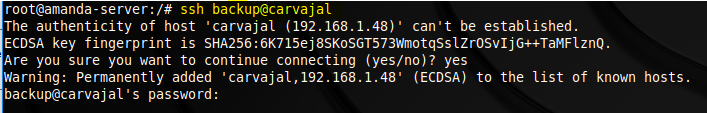 root@amanda-server:/# ssh backup@carvajal
The authenticity of host 'carvajal (192.168.1.48)' can't be established.
ECDSA key fingerprint is SHA256:6K715ej8SKoSGT573WmotqSslZrOSvIjG++TaMFlznQ.
Are you sure you want to continue connecting (yes/no)? yes
Warning: Permanently added 'carvajal,192.168.1.48' (ECDSA) to the list of known hosts.
backup@carvajal's password: